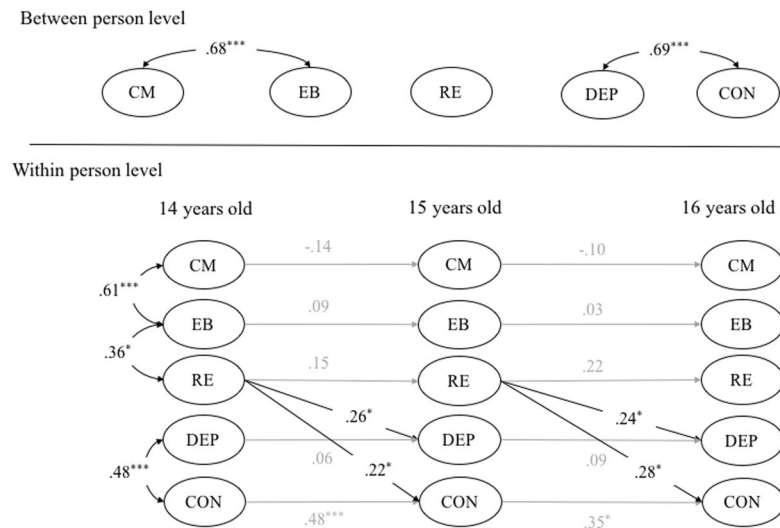 Between person level
.68***
.69***
CM EB RE DEP CON
Within person level
14 years old 15 years old 16 years old
-.14 -.10
CM CM CM
.61***
.09 .03
EB EB EB
.36*
.15 .22
RE RE RE
.26* .24*
DEP DEP DEP
.48*** .06 .22* .09 .28*
CON CON CON
.48*** .35*